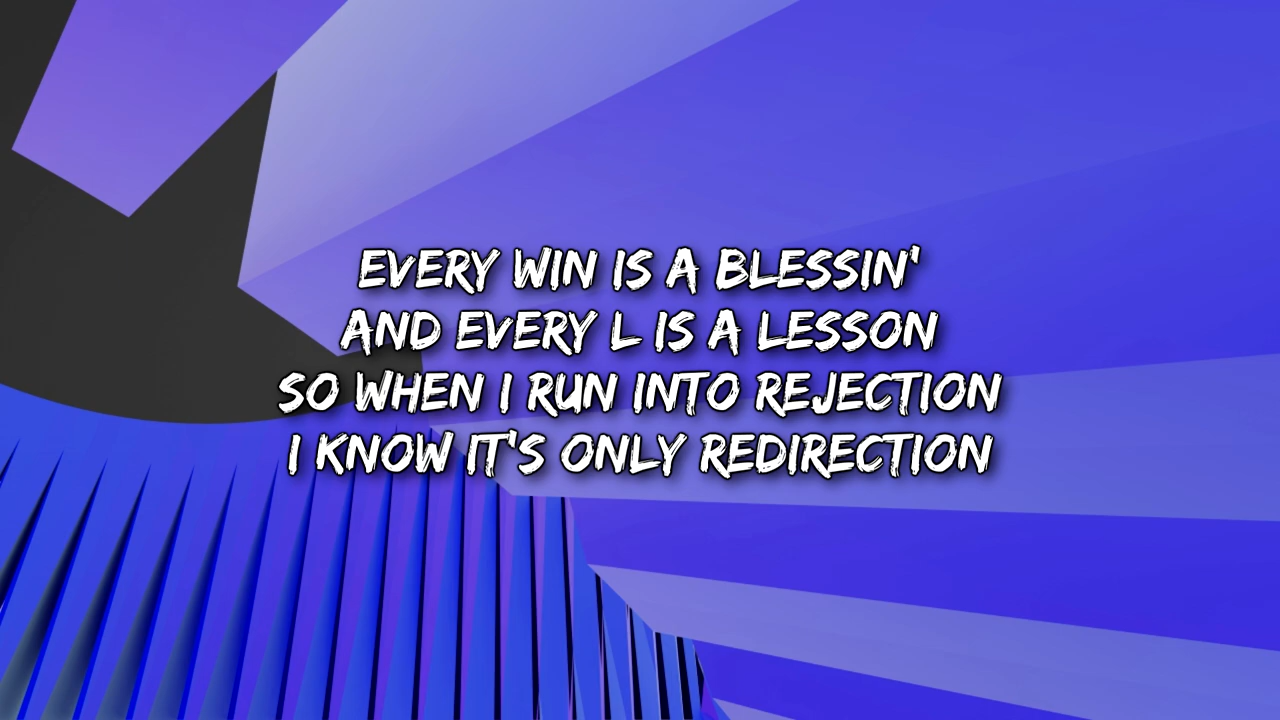 EVERY WIN IS A BLESSIN'
AND EVERY L IS A LESSON
SO WHEN I RUN INTO REJECTION
I KNOW IT'S ONLY REDIRECTION